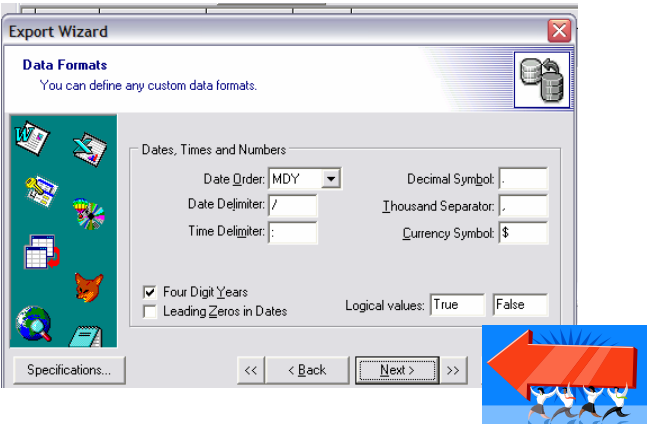 Export Wizard
Data Formats
You can define any custom data formats.
Dates, Times and Numbers
Date Order: MDY
Decimal Symbol: .
Date Delimiter: /
Thousand Separator: ,
Time Delimiter: :
Currency Symbol: $
Four Digit Years
Leading Zeros in Dates
Logical values: True False
Specifications... << < Back Next > >>